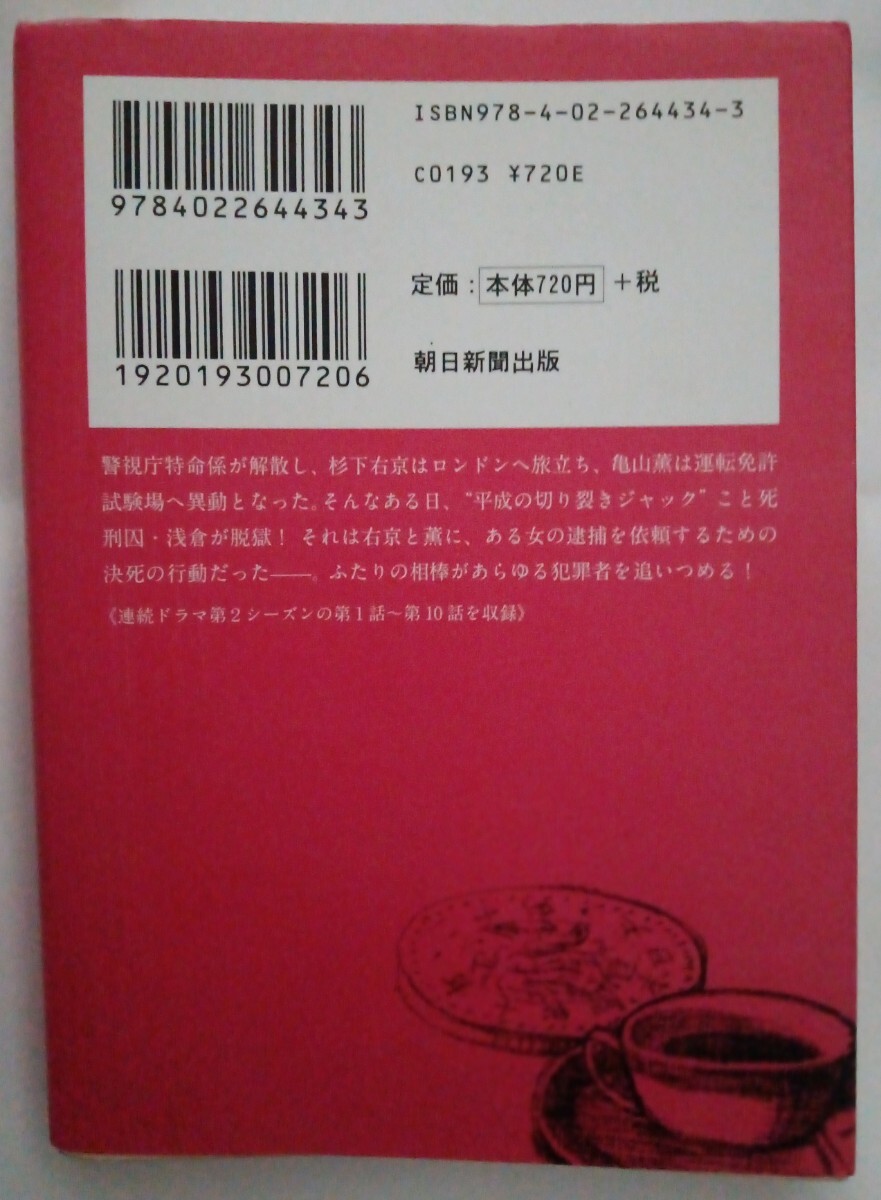 ISBN978-4-02-264434-3
C0193 ¥720E
9784022644343
定価：本体720円＋税
1920193007206
朝日新聞出版
警視庁特命係が解散し、杉下右京はロンドンへ旅立ち、亀山薫は運転免許
試験場へ異動となった。そんなある日、“平成の切り裂きジャック”こと死
刑囚・浅倉が脱獄！ それは右京と薫に、ある女の逮捕を依頼するための
決死の行動だった――。ふたりの相棒があらゆる犯罪者を追いつめる！
《連続ドラマ第2シーズンの第1話～第10話を収録》